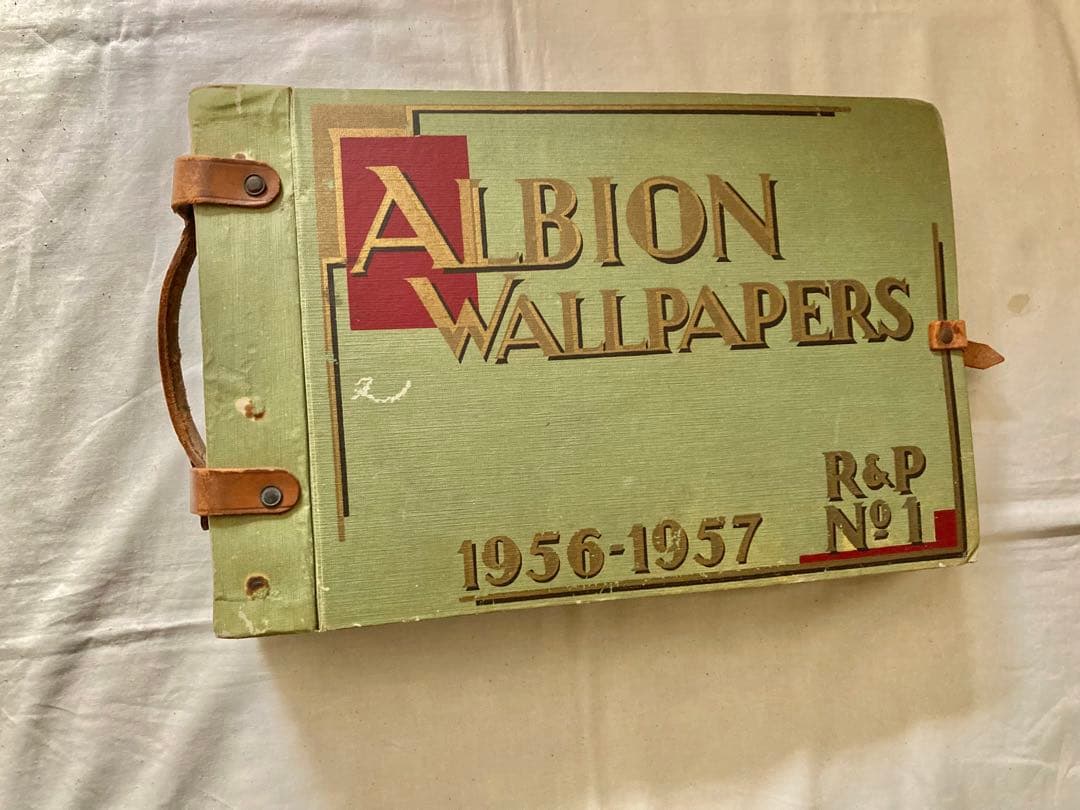 ALBION
WALLPAPERS
1956-1957
R&P
Nº 1